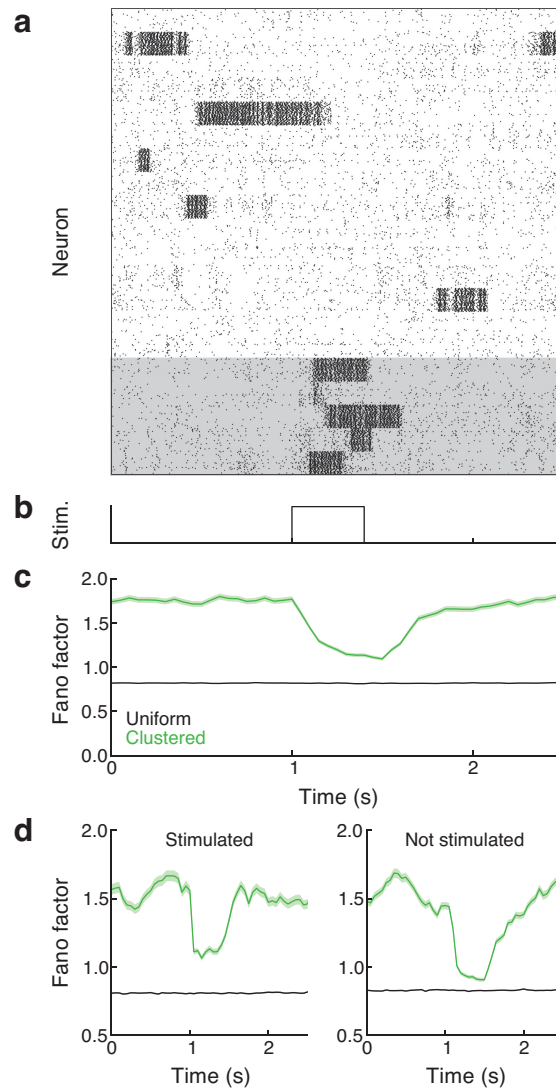 a
Neuron
b
Stim.
c
Fano factor
2.0
1.5
1.0
0.5
0.0
Uniform
Clustered
0 1 2
Time (s)
d
Stimulated
Not stimulated
Fano factor
2.0
1.5
1.0
0.5
0 1 2
Time (s)
2.0
1.5
1.0
0.5
0 1 2
Time (s)